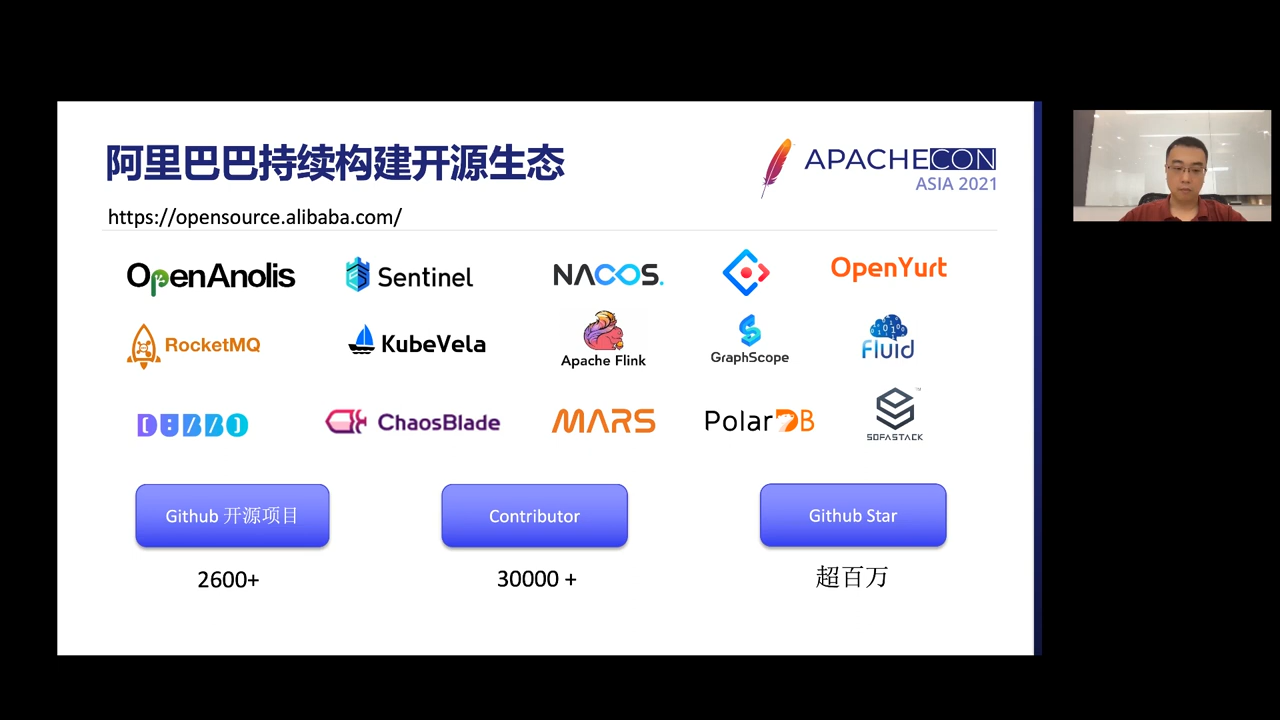 阿里巴巴持续构建开源生态
APACHECON
ASIA 2021
https://opensource.alibaba.com/
OpenAnolis
Sentinel
NACOS.
OpenYurt
RocketMQ
KubeVela
Apache Flink
GraphScope
Fluid
DUBBO
ChaosBlade
MARS
PolarDB
SOFASTACK
Github 开源项目
Contributor
Github Star
2600+
30000 +
超百万